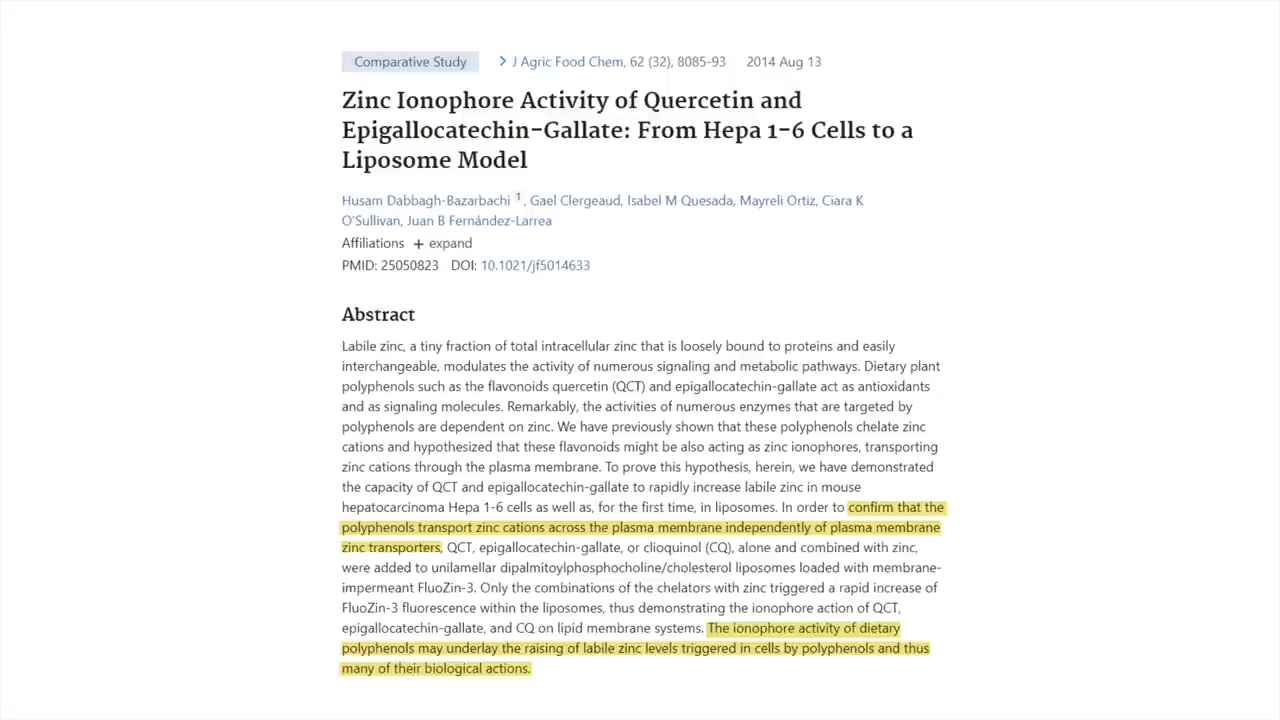 Comparative Study > J Agric Food Chem, 62 (32), 8085-93 2014 Aug 13
Zinc Ionophore Activity of Quercetin and
Epigallocatechin-Gallate: From Hepa 1-6 Cells to a
Liposome Model
Husam Dabbagh-Bazarbachi 1, Gael Clergeaud, Isabel M Quesada, Mayreli Ortiz, Ciara K
O'Sullivan, Juan B Fernández-Larrea
Affiliations + expand
PMID: 25050823 DOI: 10.1021/jf5014633
Abstract
Labile zinc, a tiny fraction of total intracellular zinc that is loosely bound to proteins and easily
interchangeable, modulates the activity of numerous signaling and metabolic pathways. Dietary plant
polyphenols such as the flavonoids quercetin (QCT) and epigallocatechin-gallate act as antioxidants
and as signaling molecules. Remarkably, the activities of numerous enzymes that are targeted by
polyphenols are dependent on zinc. We have previously shown that these polyphenols chelate zinc
cations and hypothesized that these flavonoids might be also acting as zinc ionophores, transporting
zinc cations through the plasma membrane. To prove this hypothesis, herein, we have demonstrated
the capacity of QCT and epigallocatechin-gallate to rapidly increase labile zinc in mouse
hepatocarcinoma Hepa 1-6 cells as well as, for the first time, in liposomes. In order to confirm that the
polyphenols transport zinc cations across the plasma membrane independently of plasma membrane
zinc transporters, QCT, epigallocatechin-gallate, or clioquinol (CQ), alone and combined with zinc,
were added to unilamellar dipalmitoylphosphocholine/cholesterol liposomes loaded with membrane-
impermeant FluoZin-3. Only the combinations of the chelators with zinc triggered a rapid increase of
FluoZin-3 fluorescence within the liposomes, thus demonstrating the ionophore action of QCT,
epigallocatechin-gallate, and CQ on lipid membrane systems. The ionophore activity of dietary
polyphenols may underlay the raising of labile zinc levels triggered in cells by polyphenols and thus
many of their biological actions.